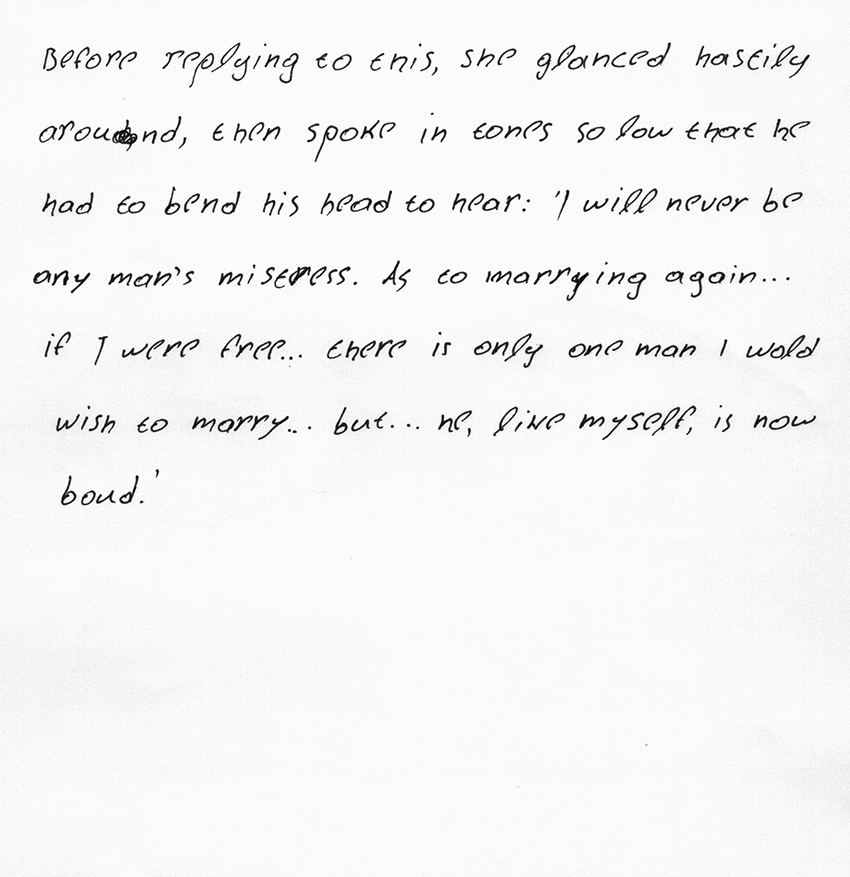 Before replying to this, she glanced hastily
around, then spoke in tones so low that he
had to bend his head to hear: 'I will never be
any man's mistress. As to marrying again...
if I were free... there is only one man I wold
wish to marry... but... he, like myself, is now
boud.'